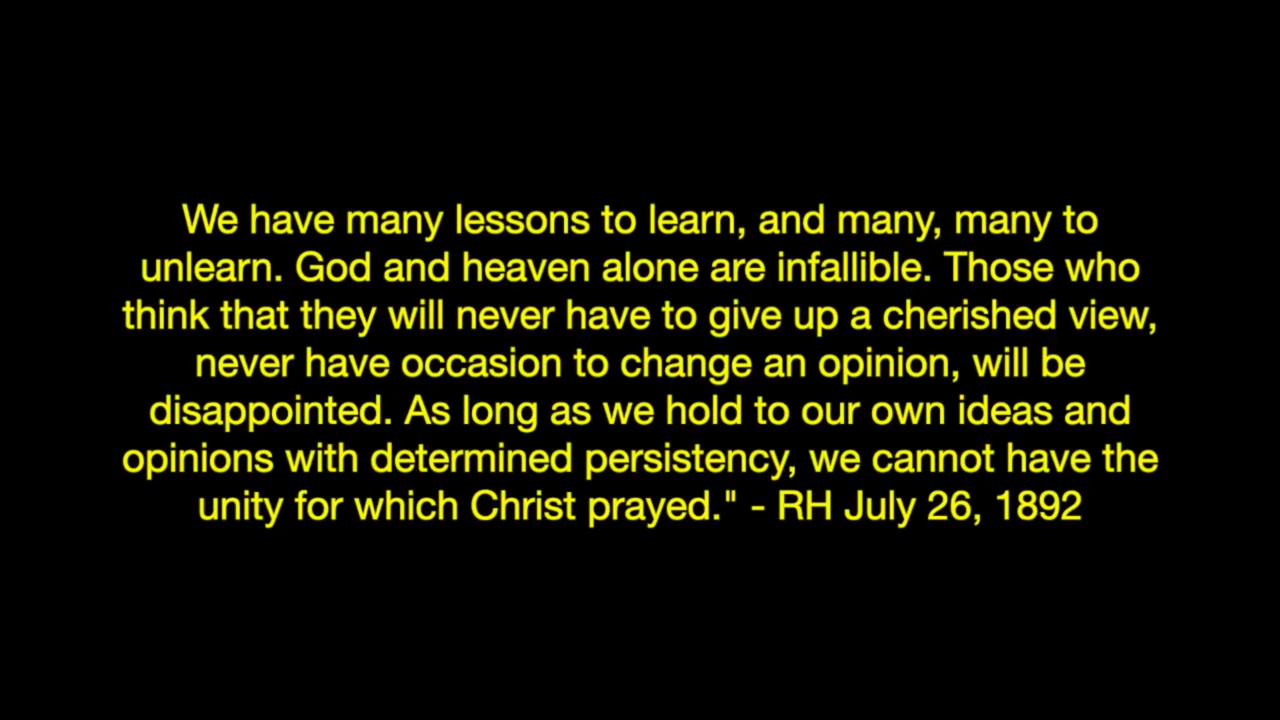 We have many lessons to learn, and many, many to
unlearn. God and heaven alone are infallible. Those who
think that they will never have to give up a cherished view,
never have occasion to change an opinion, will be
disappointed. As long as we hold to our own ideas and
opinions with determined persistency, we cannot have the
unity for which Christ prayed." - RH July 26, 1892